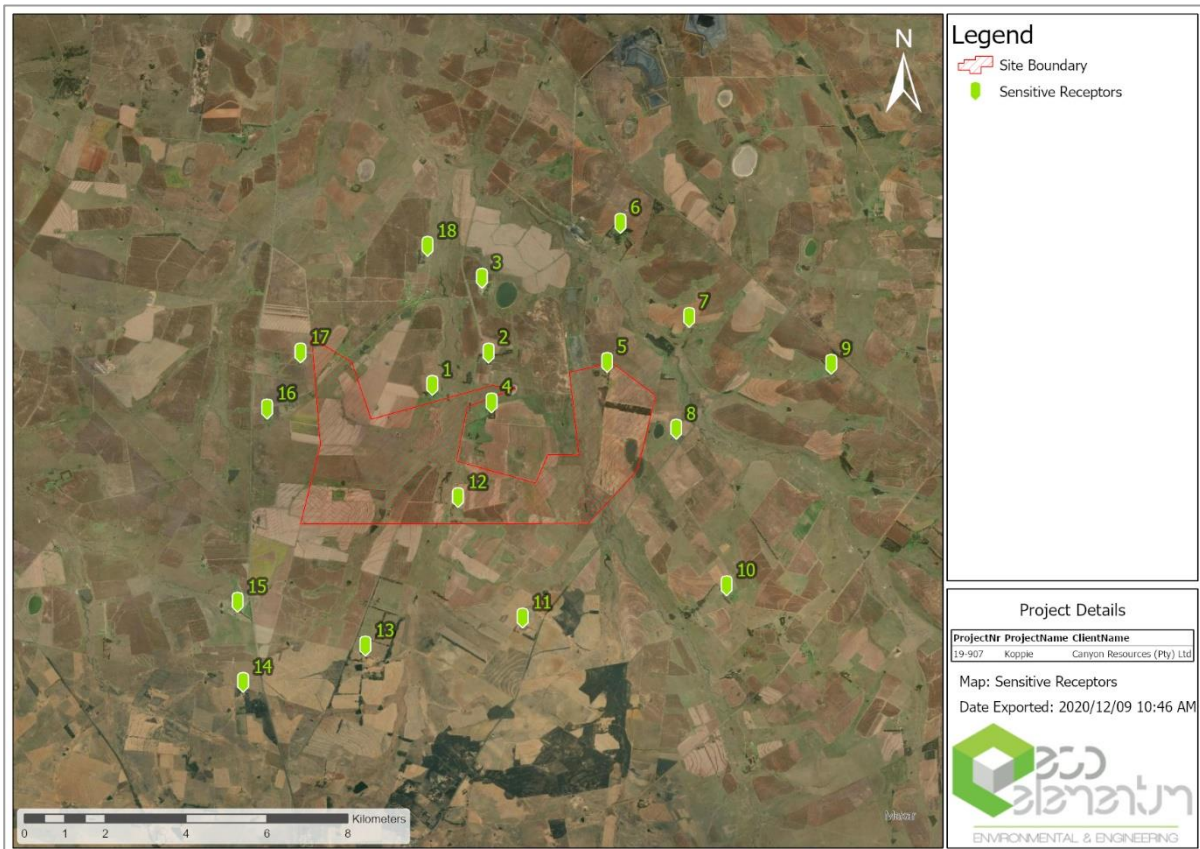 N
6
18
3
7
17
2
5
9
1
4
16
8
12
10
15
11
13
14
Kilometers
0 1 2 4 6 8
Maxar
Legend
Site Boundary
Sensitive Receptors
Project Details
ProjectNr ProjectName ClientName
19-907 Koppie Canyon Resources (Pty) Ltd
Map: Sensitive Receptors
Date Exported: 2020/12/09 10:46 AM
eco
elementum
ENVIRONMENTAL & ENGINEERING